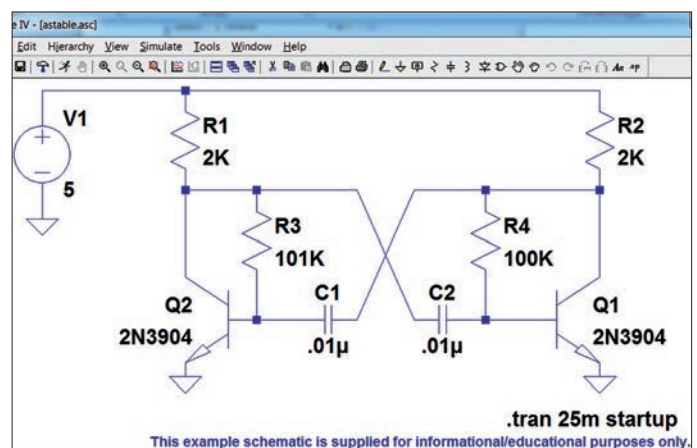 e IV - [astable.asc]
Edit Hierarchy View Simulate Tools Window Help
V1
5
R1
2K
R2
2K
R3
101K
R4
100K
C1
.01µ
C2
.01µ
Q2
2N3904
Q1
2N3904
.tran 25m startup
This example schematic is supplied for informational/educational purposes only.